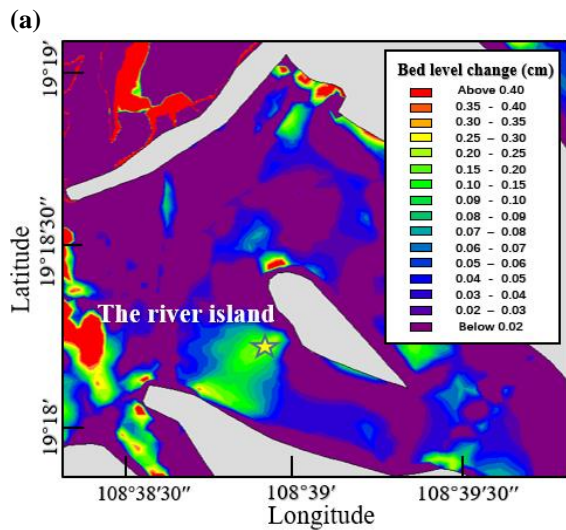 (a)
19°19′
Bed level change (cm)
Above 0.40
0.35 - 0.40
0.30 - 0.35
0.25 - 0.30
0.20 - 0.25
0.15 - 0.20
0.10 - 0.15
0.09 - 0.10
0.08 - 0.09
0.07 - 0.08
0.06 - 0.07
0.05 - 0.06
0.04 - 0.05
0.03 - 0.04
0.02 – 0.03
Below 0.02
Latitude
19°18′30″
The river island
19°18′
108°38′30″
108°39′
108°39′30″
Longitude